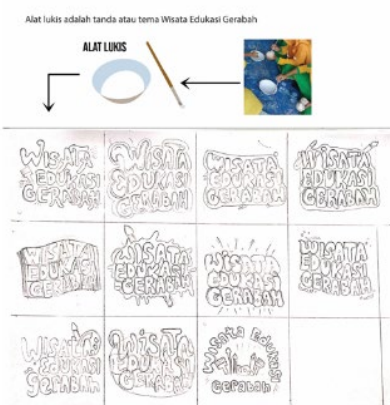 Alat lukis adalah tanda atau tema Wisata Edukasi Gerabah
ALAT LUKIS
WISATA
EDUKASI
GERABAH
WISATA
EDUKASI
GERABAH
WISATA
EDUKASI
GERABAH
WISATA
EDUKASI
GERABAH
WISATA
EDUKASI
GERABAH
WISATA
EDUKASI
GERABAH
WISATA
EDUKASI
GERABAH
WISATA
EDUKASI
GERABAH
WISATA
EDUKASI
GERABAH
WISATA
EDUKASI
GERABAH
Wisata Edukasi
Gerabah